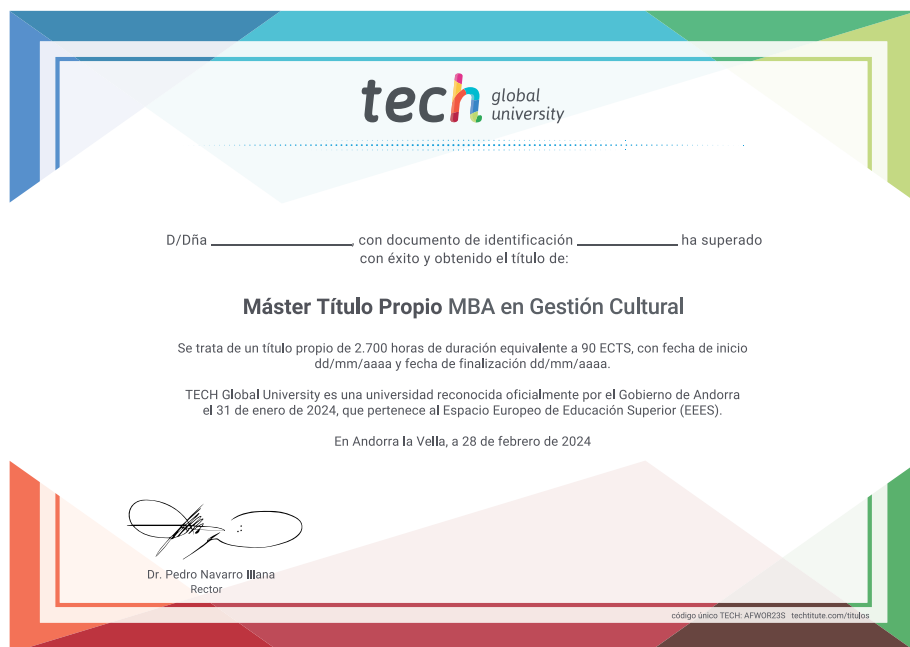 tech global university
D/Dña ________________, con documento de identificación ____________ ha superado
con éxito y obtenido el título de:
Máster Título Propio MBA en Gestión Cultural
Se trata de un título propio de 2.700 horas de duración equivalente a 90 ECTS, con fecha de inicio
dd/mm/aaaa y fecha de finalización dd/mm/aaaa.
TECH Global University es una universidad reconocida oficialmente por el Gobierno de Andorra
el 31 de enero de 2024, que pertenece al Espacio Europeo de Educación Superior (EEES).
En Andorra la Vella, a 28 de febrero de 2024
Dr. Pedro Navarro Illana
Rector
código único TECH: AFWOR23S techtitute.com/titulos